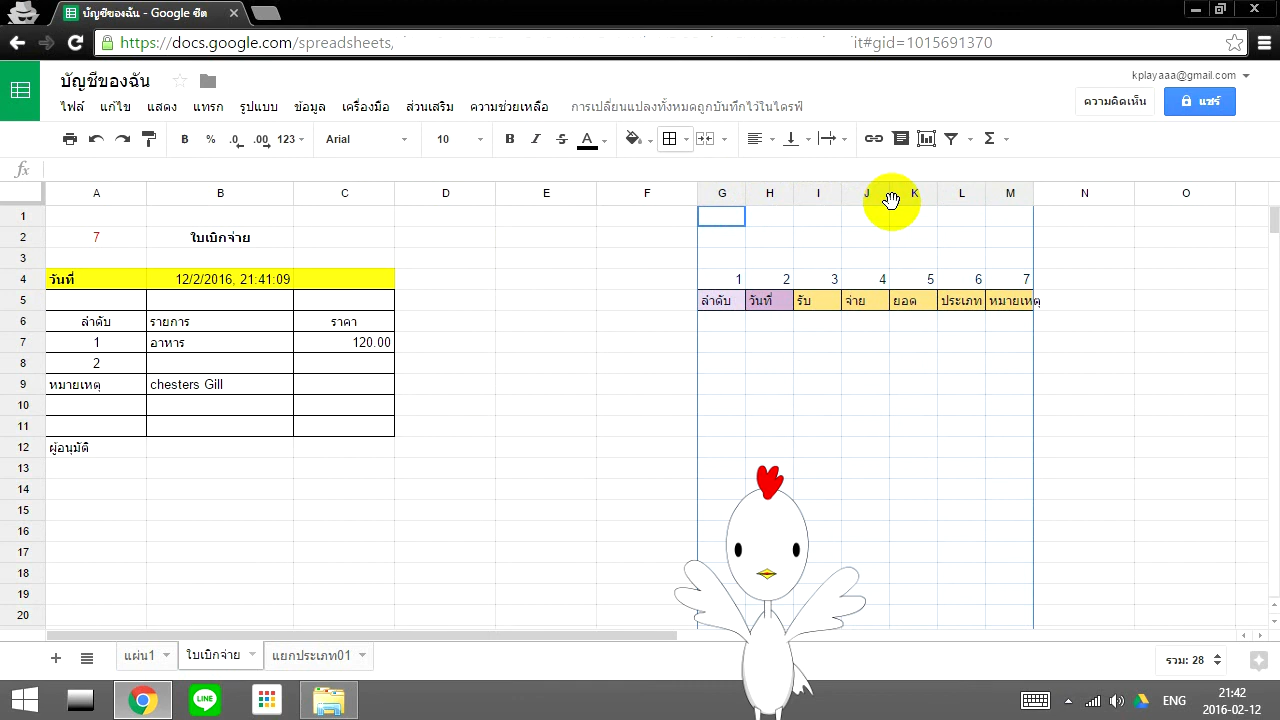 บัญชีของฉัน - Google ชีต
https://docs.google.com/spreadsheets,
it#gid=1015691370
บัญชีของฉัน
kplayaaa@gmail.com
ไฟล์ แก้ไข แสดง แทรก รูปแบบ ข้อมูล เครื่องมือ ส่วนเสริม ความช่วยเหลือ การเปลี่ยนแปลงทั้งหมดถูกบันทึกไว้ในไดรฟ์
ความคิดเห็น แชร์
B % .0 .00 123 Arial 10 B I S A Σ
fx
A B C D E F G H I J K L M N O
1
2 7 ใบเบิกจ่าย
3
4 วันที่ 12/2/2016, 21:41:09 1 2 3 4 5 6 7
5 ลำดับ วันที่ รับ จ่าย ยอด ประเภท หมายเหตุ
6 ลำดับ รายการ ราคา
7 1 อาหาร 120.00
8 2
9 หมายเหตุ chesters Gill
10
11
12 ผู้อนุมัติ
13
14
15
16
17
18
19
20
แผ่น1 ใบเบิกจ่าย แยกประเภท01 รวม: 28
LINE ENG 21:42
2016-02-12